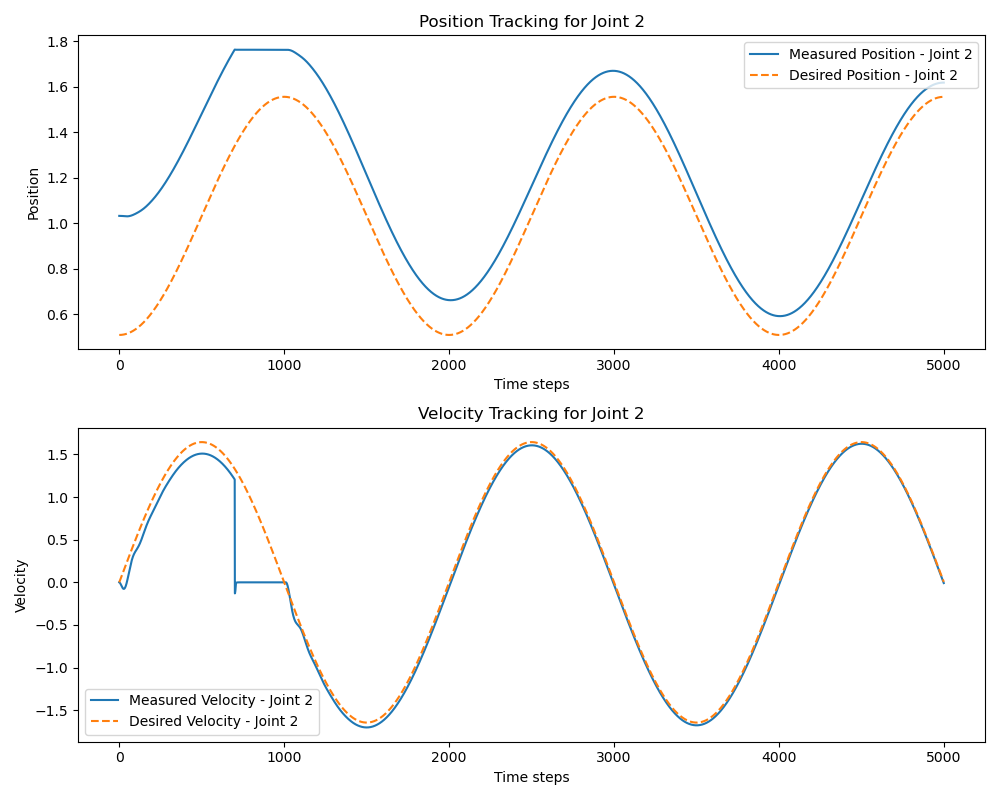 Position Tracking for Joint 2
Position
1.8
1.6
1.4
1.2
1.0
0.8
0.6
Measured Position - Joint 2
Desired Position - Joint 2
0 1000 2000 3000 4000 5000
Time steps
Velocity Tracking for Joint 2
Velocity
1.5
1.0
0.5
0.0
−0.5
−1.0
−1.5
Measured Velocity - Joint 2
Desired Velocity - Joint 2
0 1000 2000 3000 4000 5000
Time steps